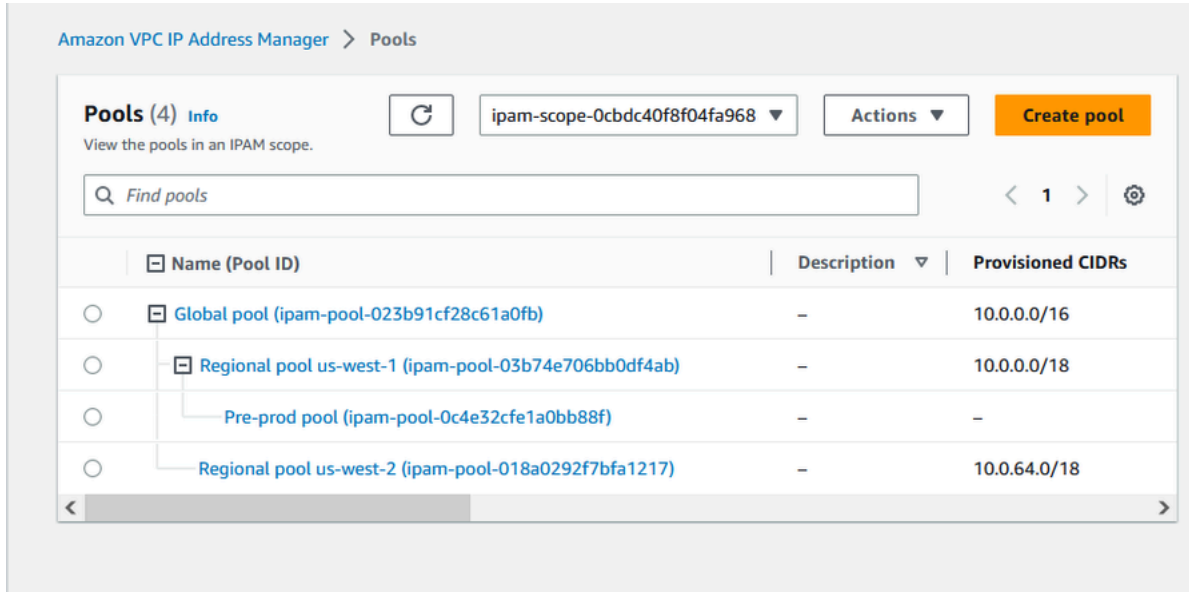 Amazon VPC IP Address Manager > Pools
Pools (4) Info
ipam-scope-0cbdc40f8f04fa968
Actions
Create pool
View the pools in an IPAM scope.
Find pools
1
Name (Pool ID) Description Provisioned CIDRs
Global pool (ipam-pool-023b91cf28c61a0fb) – 10.0.0.0/16
Regional pool us-west-1 (ipam-pool-03b74e706bb0df4ab) – 10.0.0.0/18
Pre-prod pool (ipam-pool-0c4e32cfe1a0bb88f) – –
Regional pool us-west-2 (ipam-pool-018a0292f7bfa1217) – 10.0.64.0/18